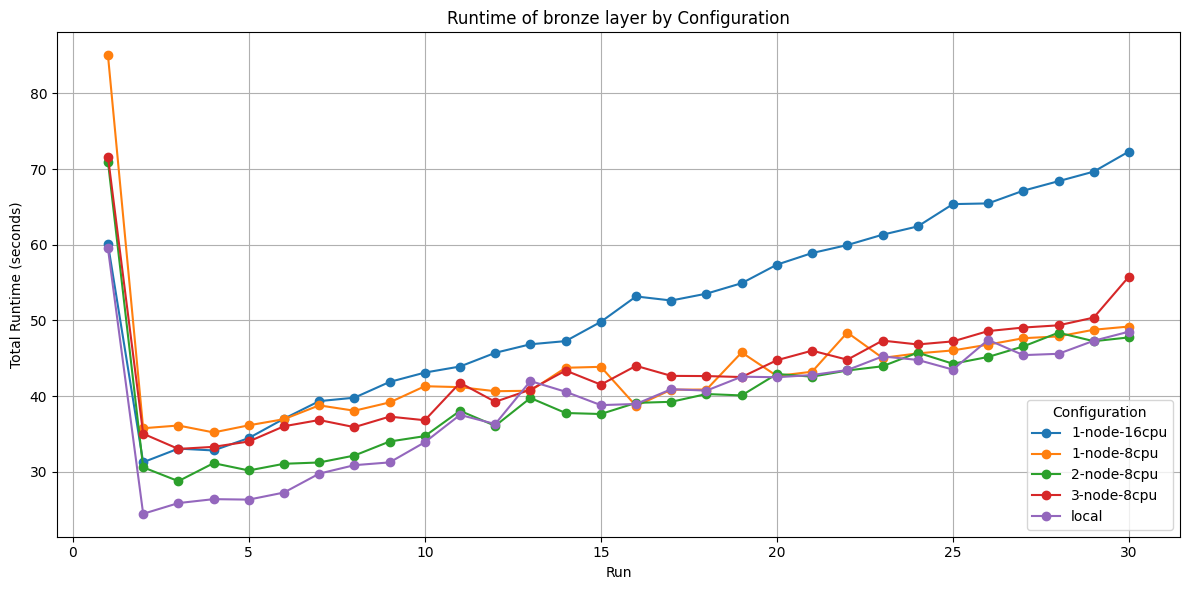 Runtime of bronze layer by Configuration
Total Runtime (seconds)
80
70
60
50
40
30
0
5
10
15
20
25
30
Run
Configuration
1-node-16cpu
1-node-8cpu
2-node-8cpu
3-node-8cpu
local